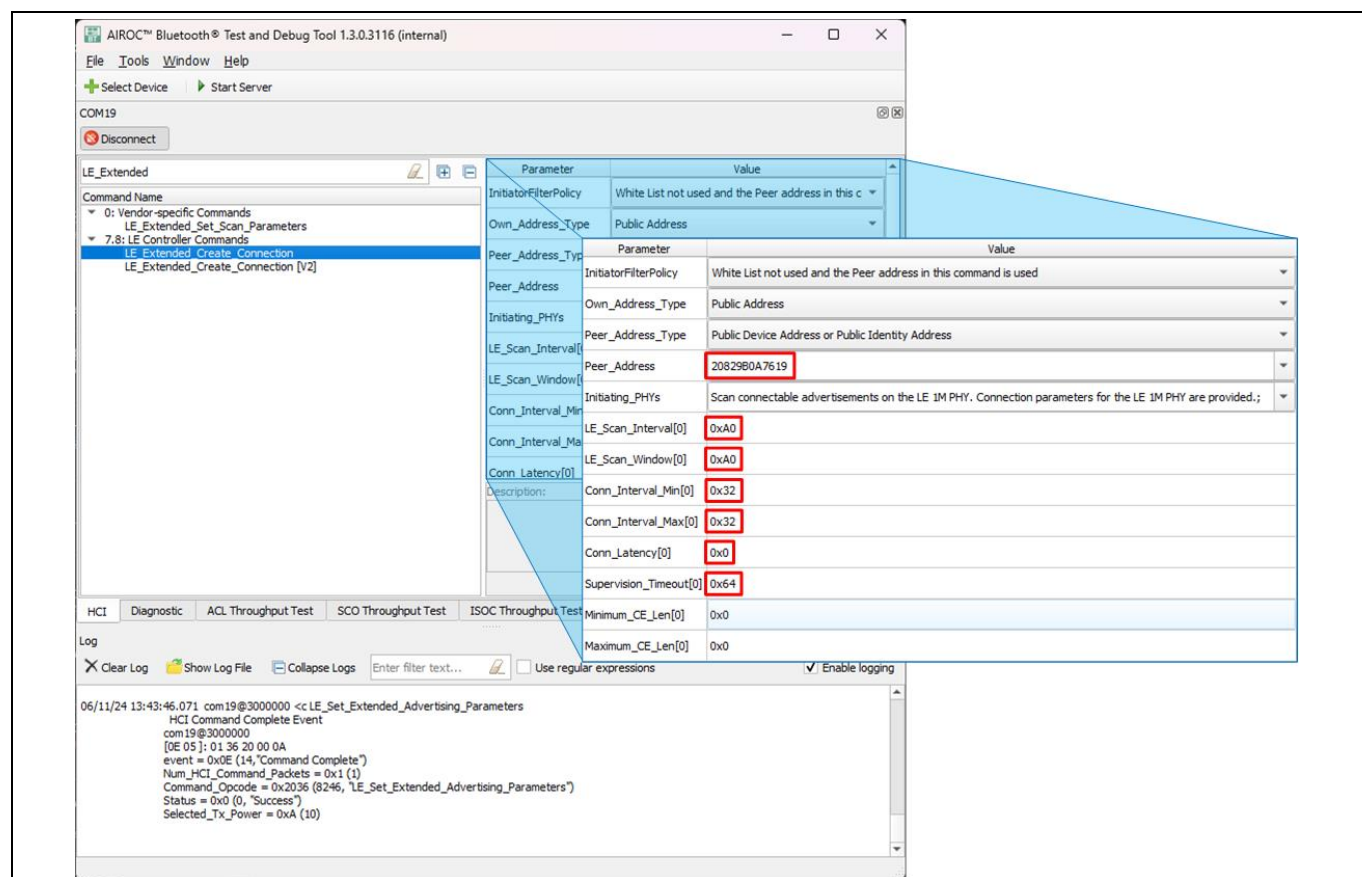 AIROC™ Bluetooth® Test and Debug Tool 1.3.0.3116 (internal)
File Tools Window Help
Select Device Start Server
COM19
Disconnect
LE_Extended
Command Name
0: Vendor-specific Commands
LE_Extended_Set_Scan_Parameters
7.8: LE Controller Commands
LE_Extended_Create_Connection
LE_Extended_Create_Connection [V2]
Parameter Value
InitiatorFilterPolicy White List not used and the Peer address in this c
Own_Address_Type Public Address
Peer_Address_Typ
Peer_Address
Initiating_PHYs
LE_Scan_Interval[
LE_Scan_Window[
Conn_Interval_Min
Conn_Interval_Ma
Conn_Latency[0]
Description:
Parameter Value
InitiatorFilterPolicy White List not used and the Peer address in this command is used
Own_Address_Type Public Address
Peer_Address_Type Public Device Address or Public Identity Address
Peer_Address 20829B0A7619
Initiating_PHYs Scan connectable advertisements on the LE 1M PHY. Connection parameters for the LE 1M PHY are provided.;
LE_Scan_Interval[0] 0xA0
LE_Scan_Window[0] 0xA0
Conn_Interval_Min[0] 0x32
Conn_Interval_Max[0] 0x32
Conn_Latency[0] 0x0
Supervision_Timeout[0] 0x64
Minimum_CE_Len[0] 0x0
Maximum_CE_Len[0] 0x0
HCI Diagnostic ACL Throughput Test SCO Throughput Test ISOC Throughput Test
Log
Clear Log Show Log File Collapse Logs Enter filter text... Use regular expressions Enable logging
06/11/24 13:43:46.071 com19@3000000 <c LE_Set_Extended_Advertising_Parameters
HCI Command Complete Event
com19@3000000
[0E 05 ]: 01 36 20 00 0A
event = 0x0E (14,"Command Complete")
Num_HCI_Command_Packets = 0x1 (1)
Command_Opcode = 0x2036 (8246, "LE_Set_Extended_Advertising_Parameters")
Status = 0x0 (0, "Success")
Selected_Tx_Power = 0xA (10)